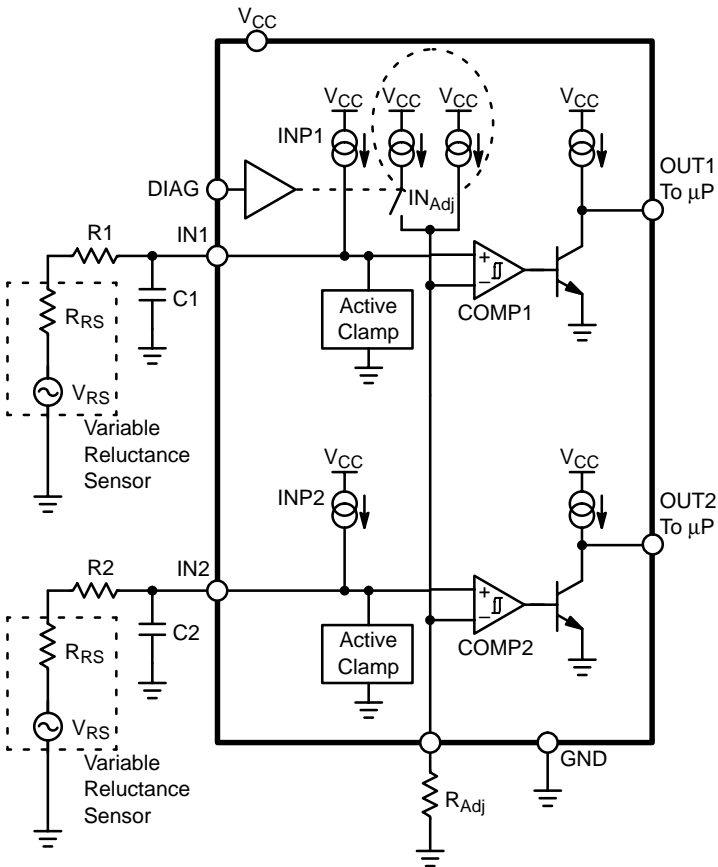 VCC
VCC
VCC
VCC
VCC
INP1
DIAG
INAdj
OUT1
To µP
R1
IN1
C1
+
−
COMP1
Active
Clamp
RRS
VRS
Variable
Reluctance
Sensor
VCC
VCC
INP2
OUT2
To µP
R2
IN2
C2
+
−
COMP2
Active
Clamp
RRS
VRS
Variable
Reluctance
Sensor
GND
RAdj